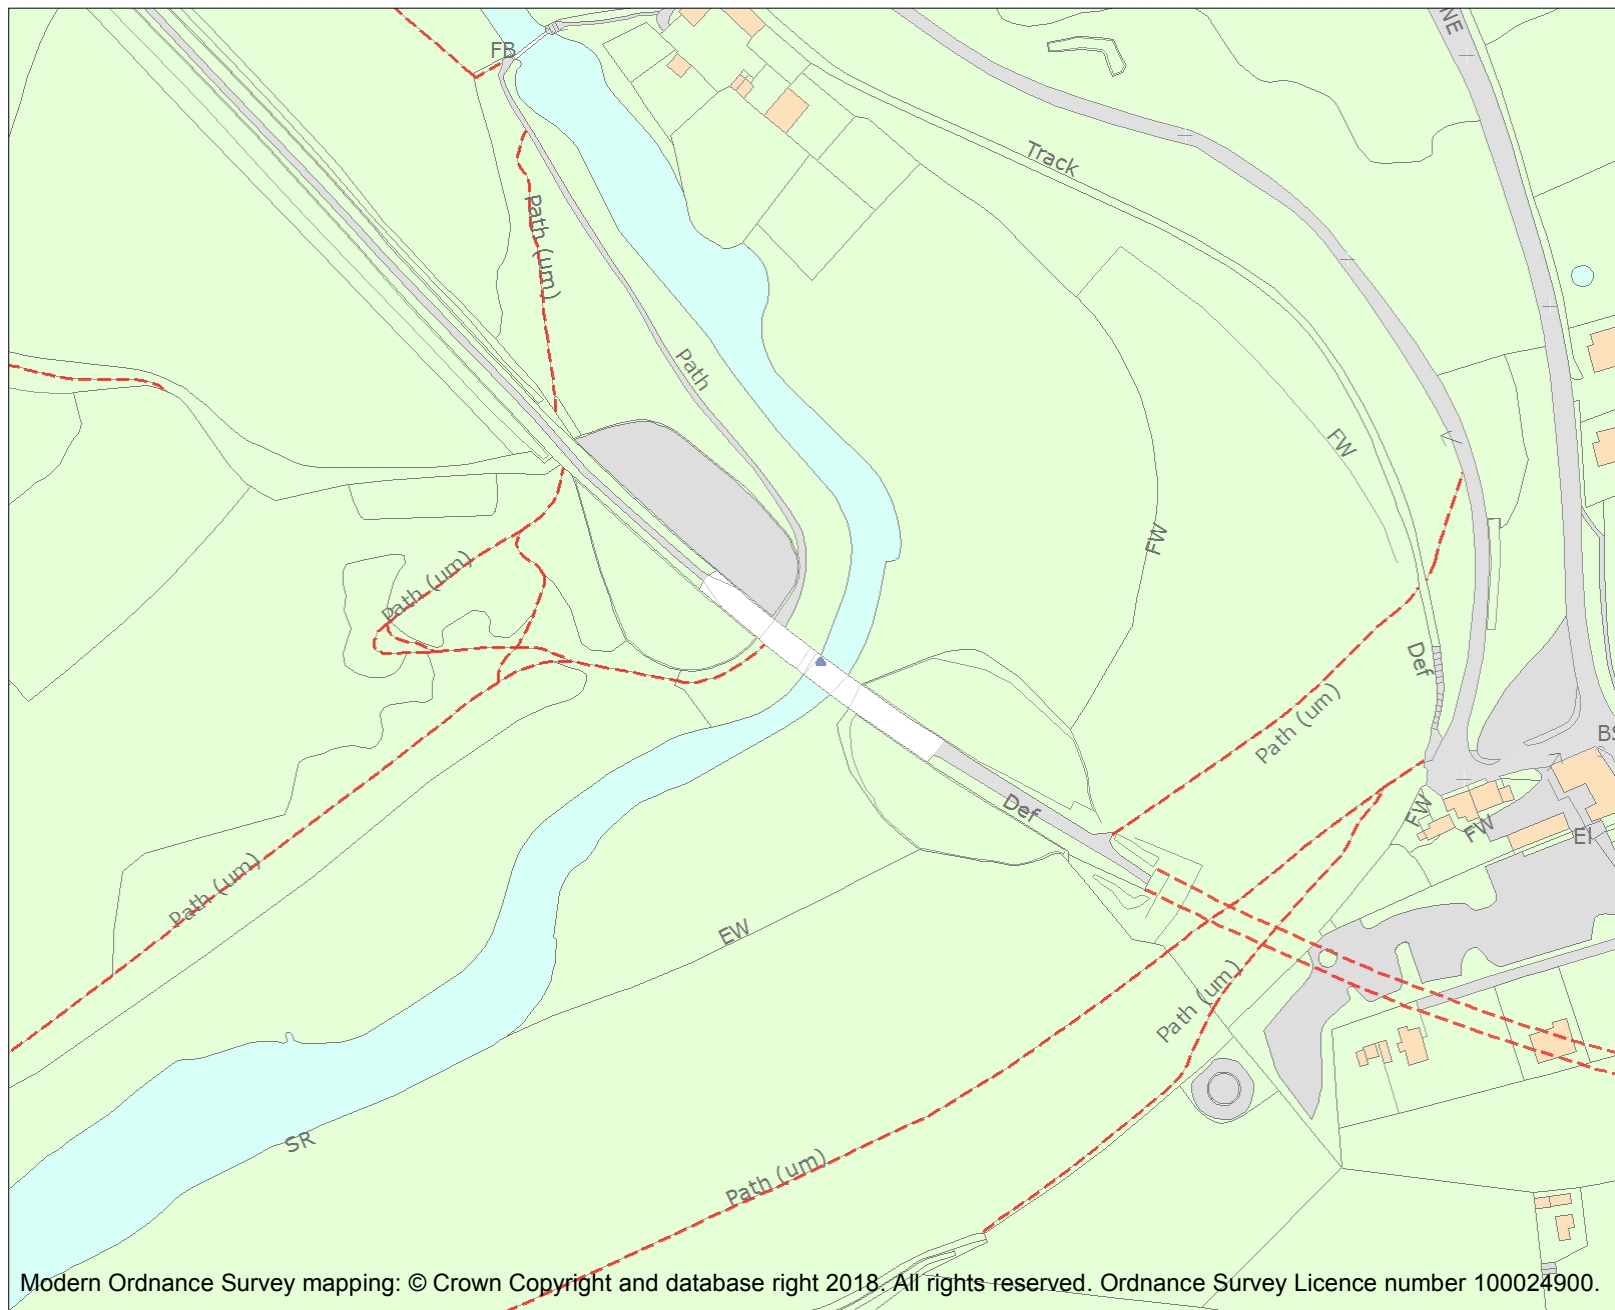 NE
FB
Track
Path (um)
Path
FW
FW
Path (um)
Def
Path (um)
BS
Def
FW
FW
El
Path (um)
EW
Path (um)
SR
Path (um)
Modern Ordnance Survey mapping: © Crown Copyright and database right 2018. All rights reserved. Ordnance Survey Licence number 100024900.